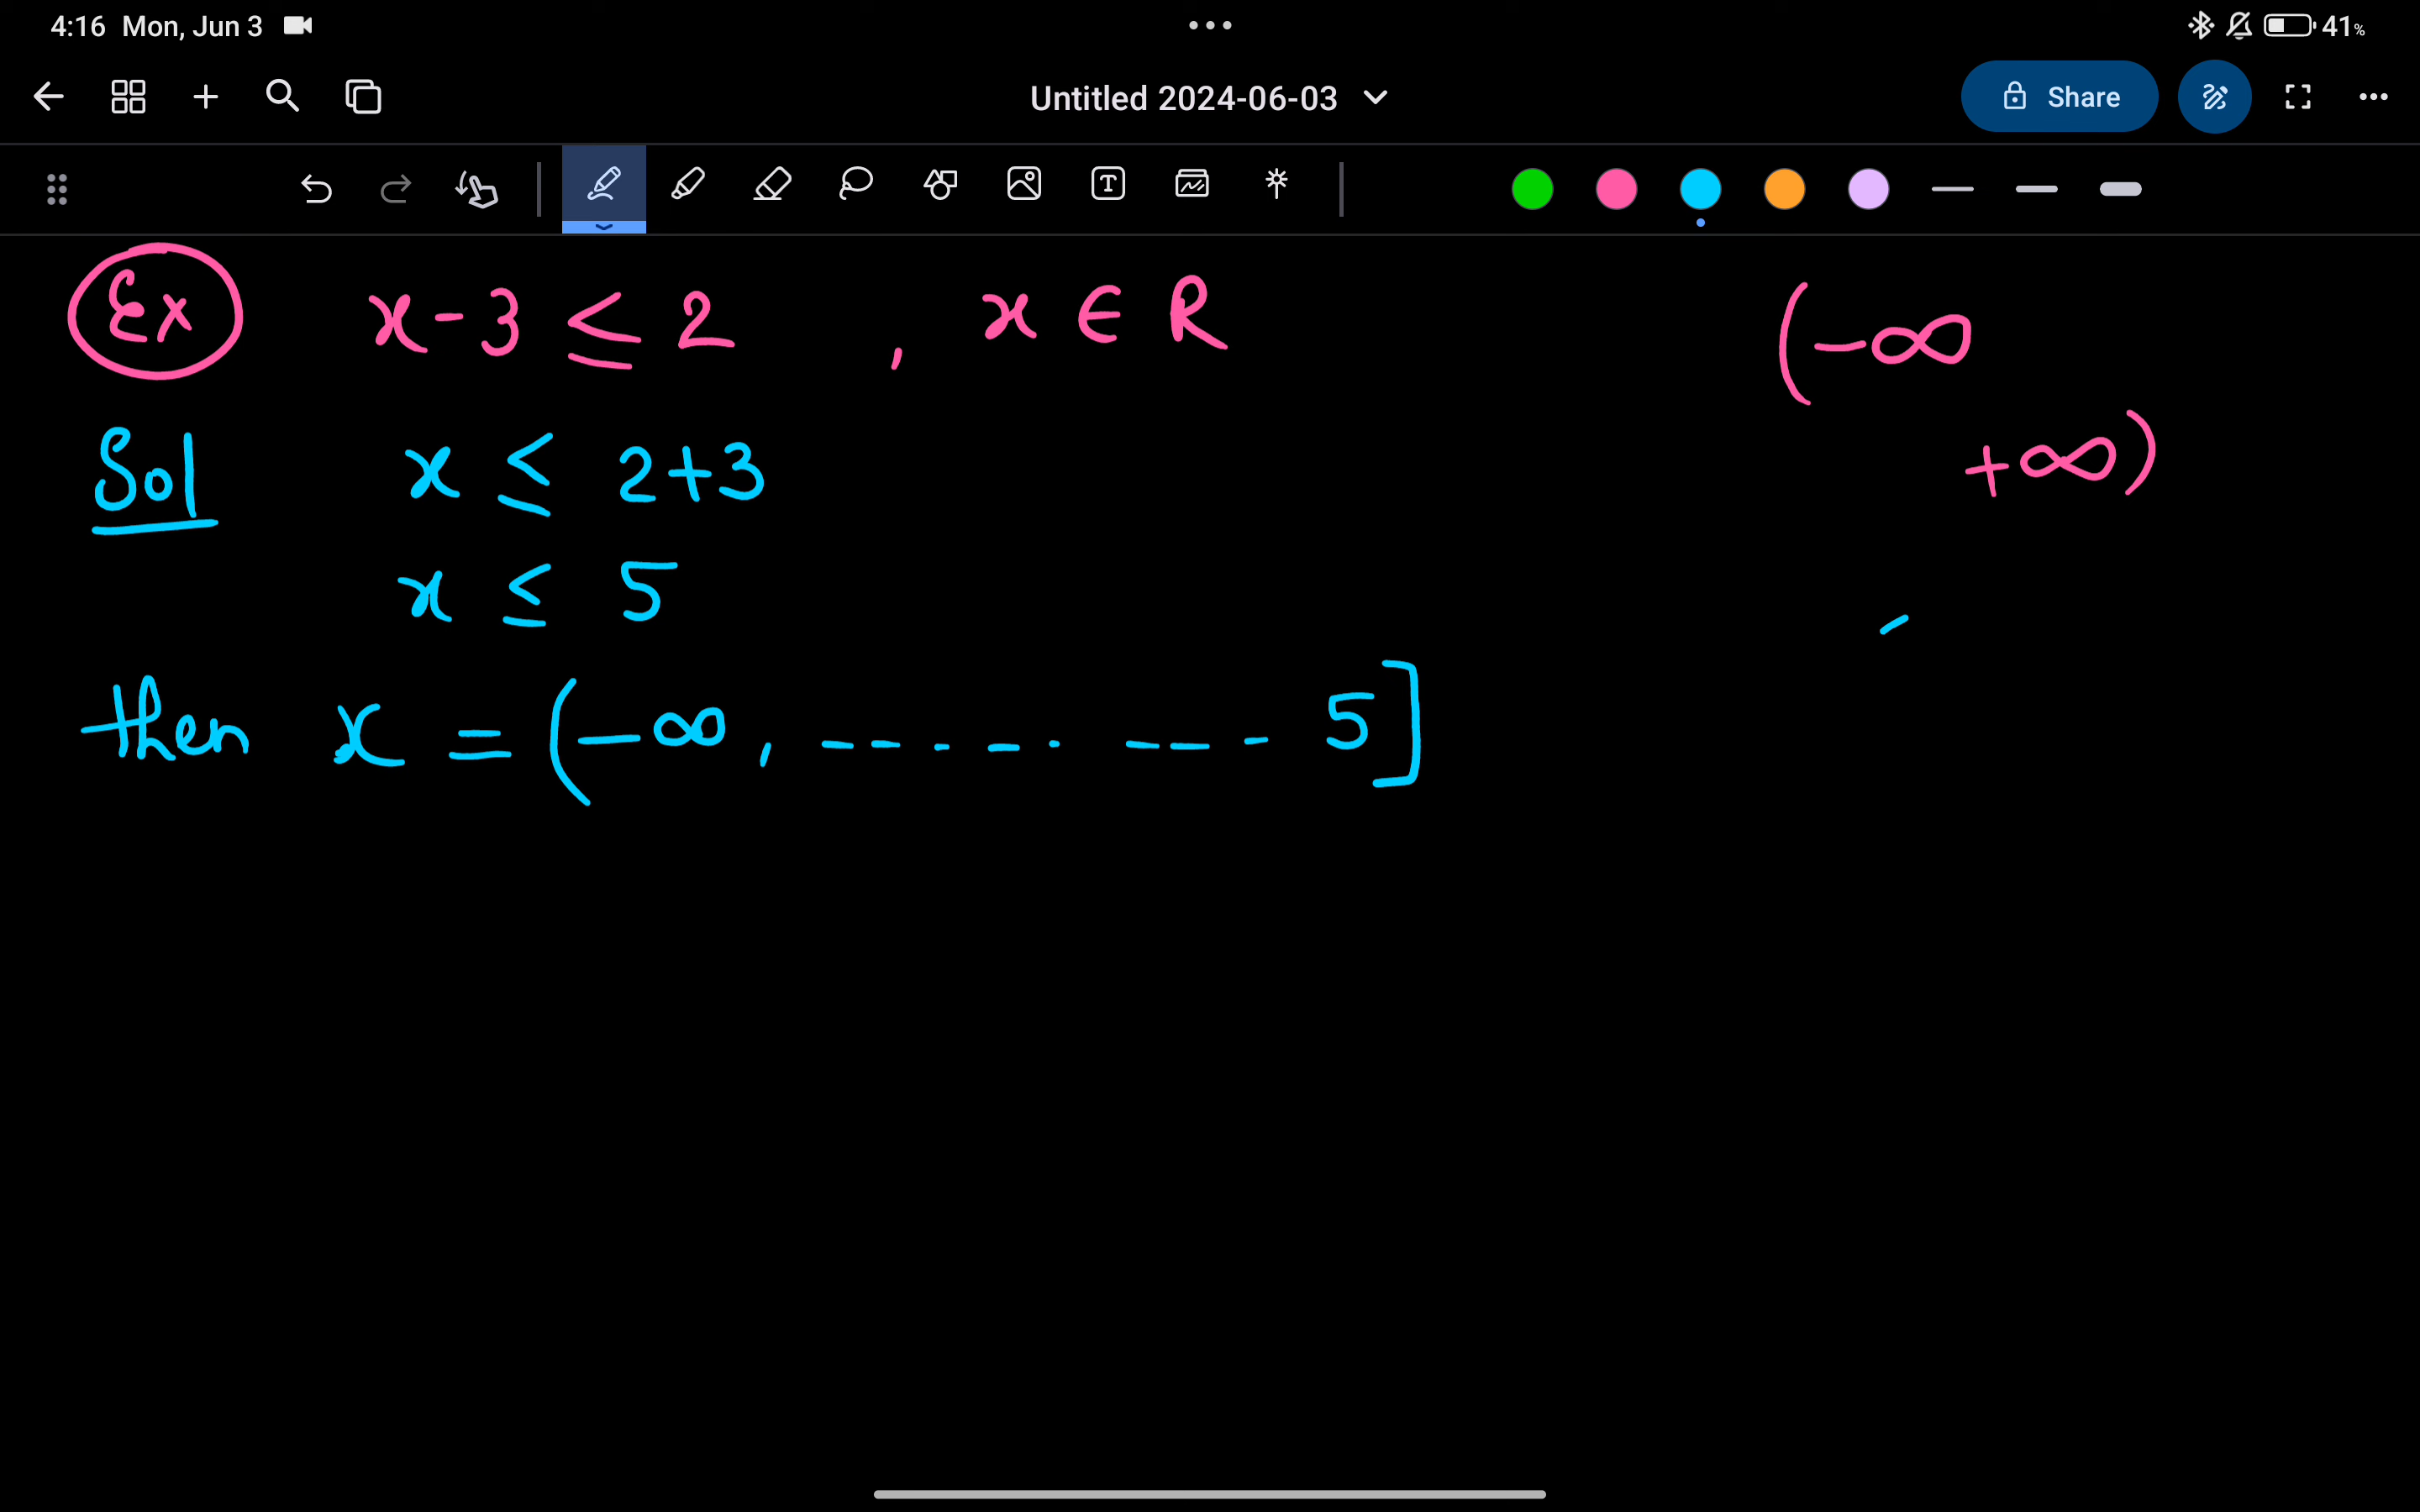 4:16 Mon, Jun 3 41%
Untitled 2024-06-03 Share
Ex x-3 ≤ 2 , x ∈ R (-∞
+∞)
Sol x ≤ 2+3
x ≤ 5
then x = (-∞, -- - -- - -- - 5]